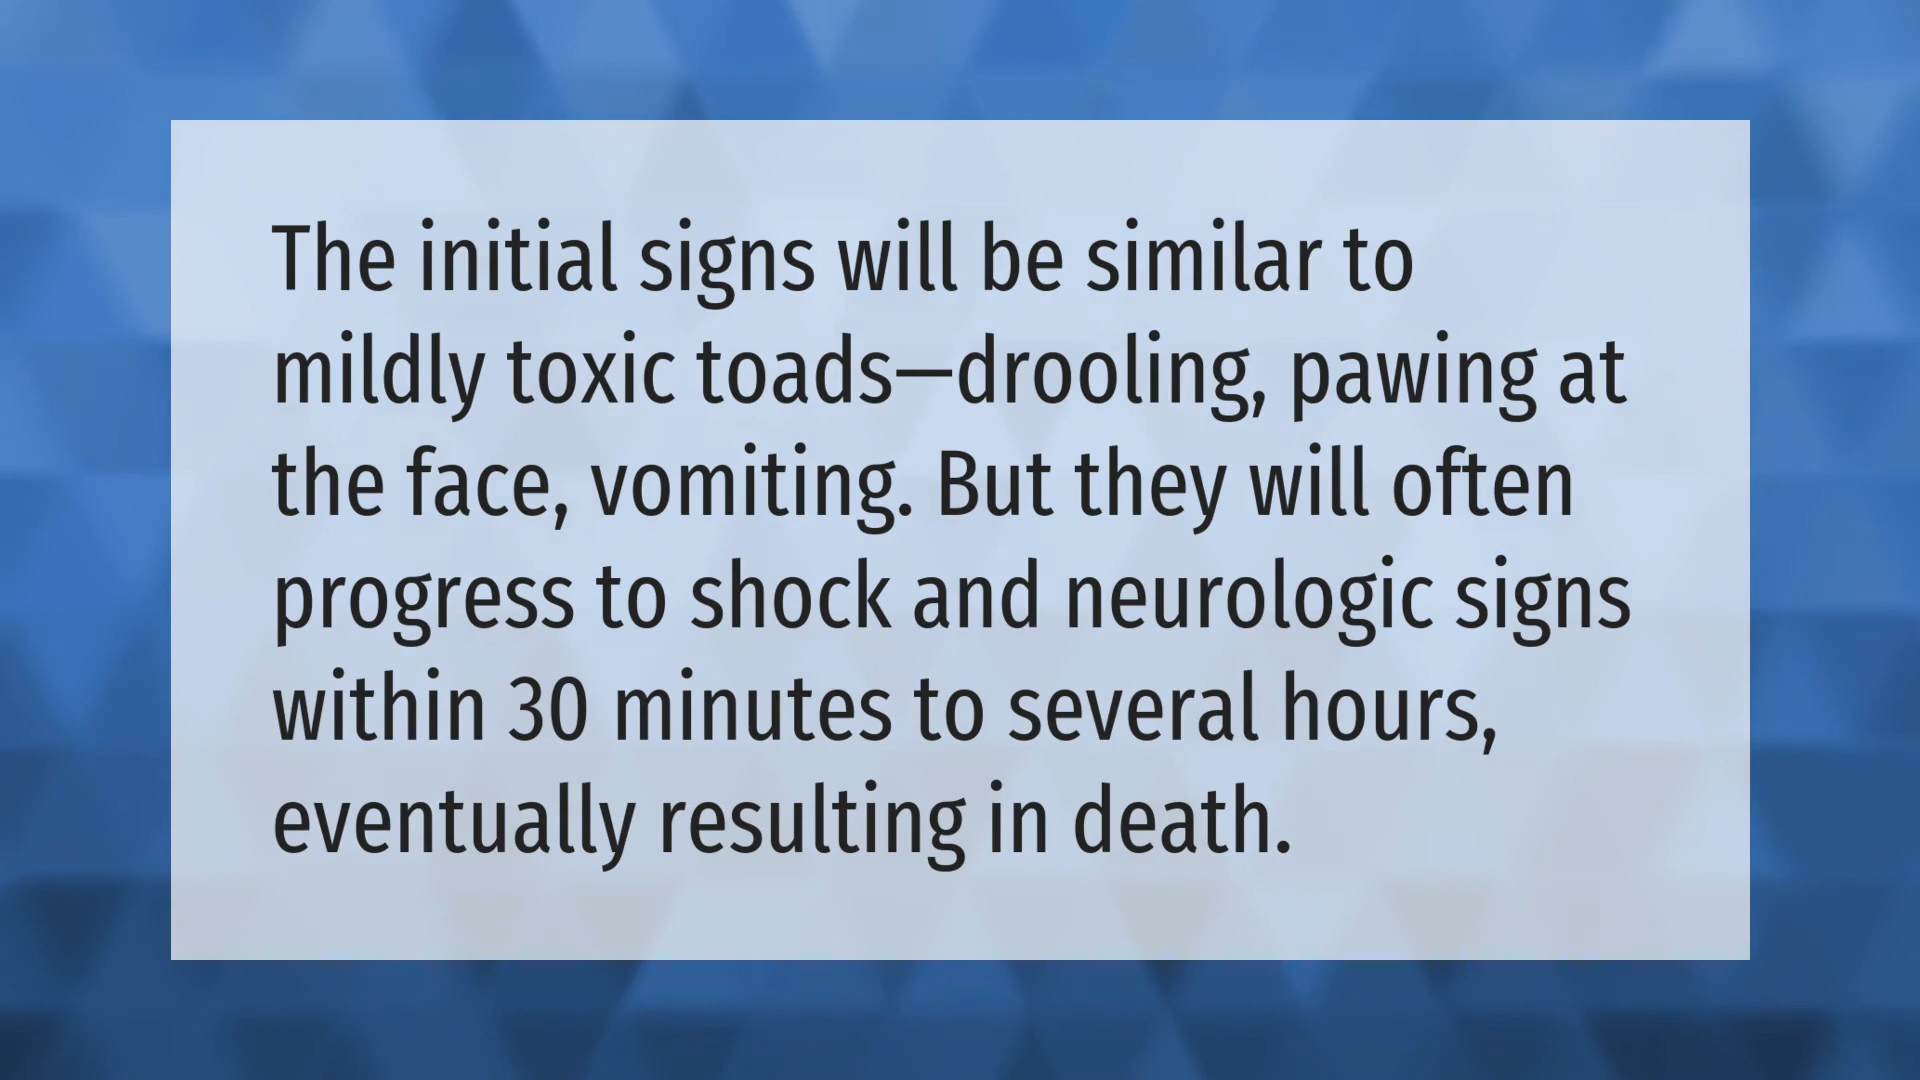 The initial signs will be similar to
mildly toxic toads—drooling, pawing at
the face, vomiting. But they will often
progress to shock and neurologic signs
within 30 minutes to several hours,
eventually resulting in death.